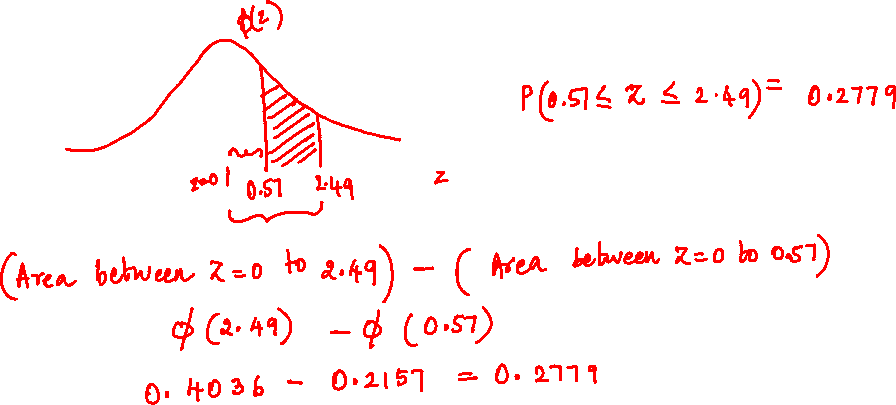 ϕ(z)
P(0.57 ≤ z ≤ 2.49) = 0.2779
z=0 0.57 2.49 z
(Area between z=0 to 2.49) - (Area between z=0 to 0.57)
ϕ(2.49) - ϕ(0.57)
0.4036 - 0.2157 = 0.2779